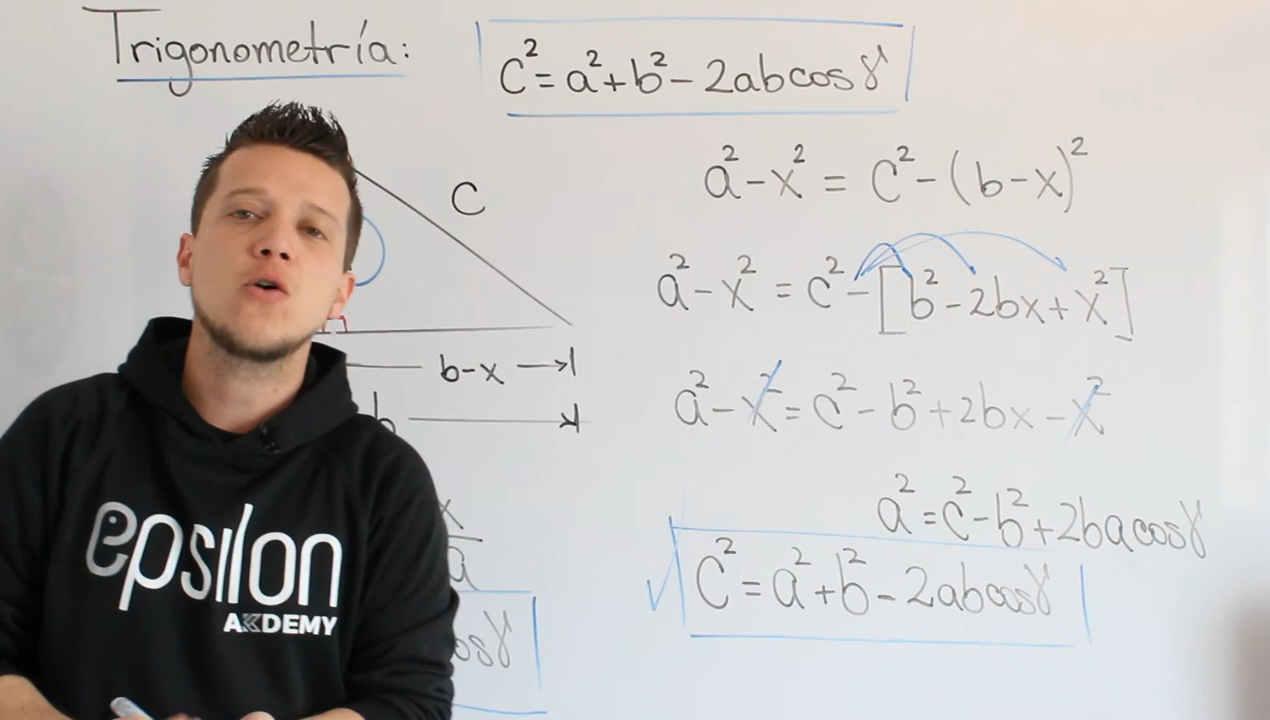 Trigonometría:
C²=a²+b²-2abcosγ
C
b-x
b
x
a
osγ
a²-x²=c²-(b-x)²
a²-x²=c²-[b²-2bx+x²]
a²-x²=c²-b²+2bx-x²
a²=c²-b²+2bacosγ
C²=a²+b²-2abcosγ
epsilon
AKDEMY